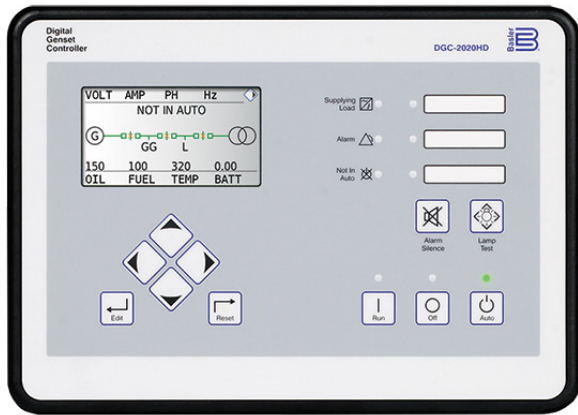 Digital
Genset
Controller
DGC-2020HD
Basler
VOLT AMP PH Hz
NOT IN AUTO
G
GG L
150 100 320 0.00
OIL FUEL TEMP BATT
Supplying
Load
Alarm
Not In
Auto
Alarm
Silence
Lamp
Test
Edit
Reset
Run
Off
Auto